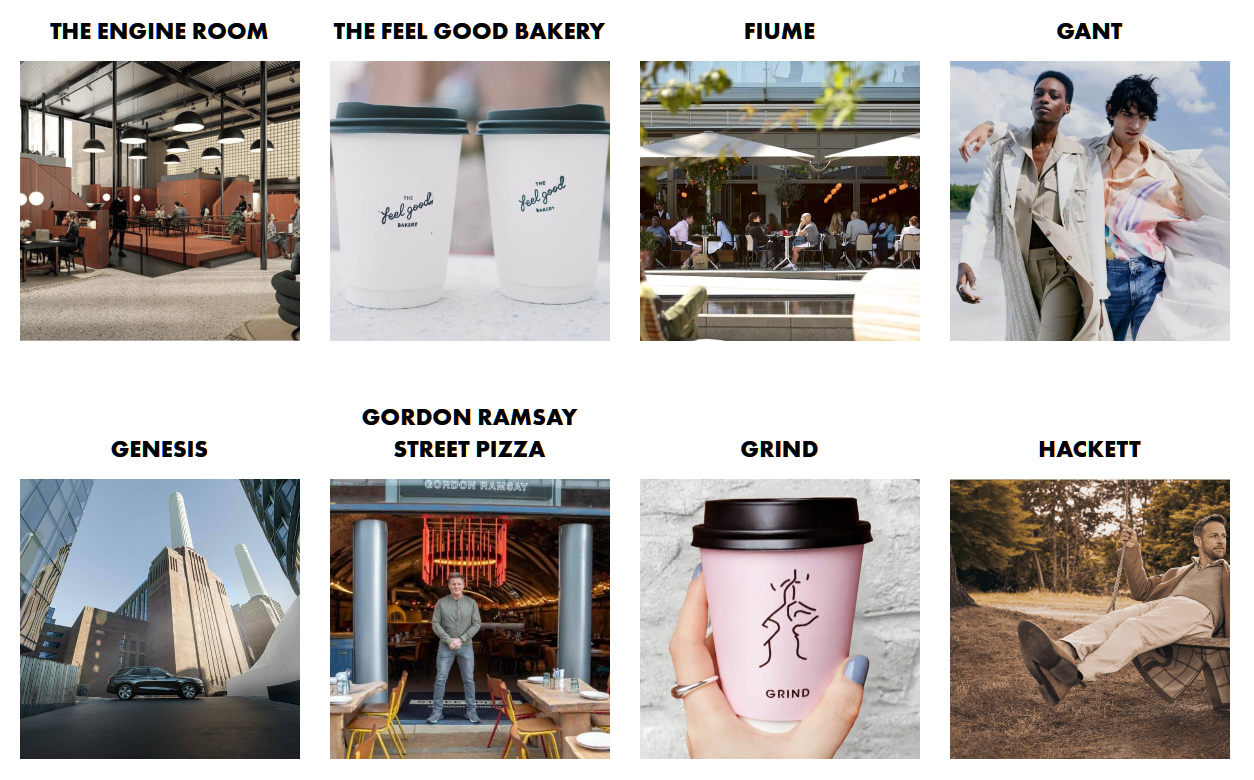 THE ENGINE ROOM
THE FEEL GOOD BAKERY
FIUME
GANT
THE
feel good
BAKERY
THE
feel good
BAKERY
GENESIS
GORDON RAMSAY
STREET PIZZA
GRIND
HACKETT
GORDON RAMSAY
GRIND